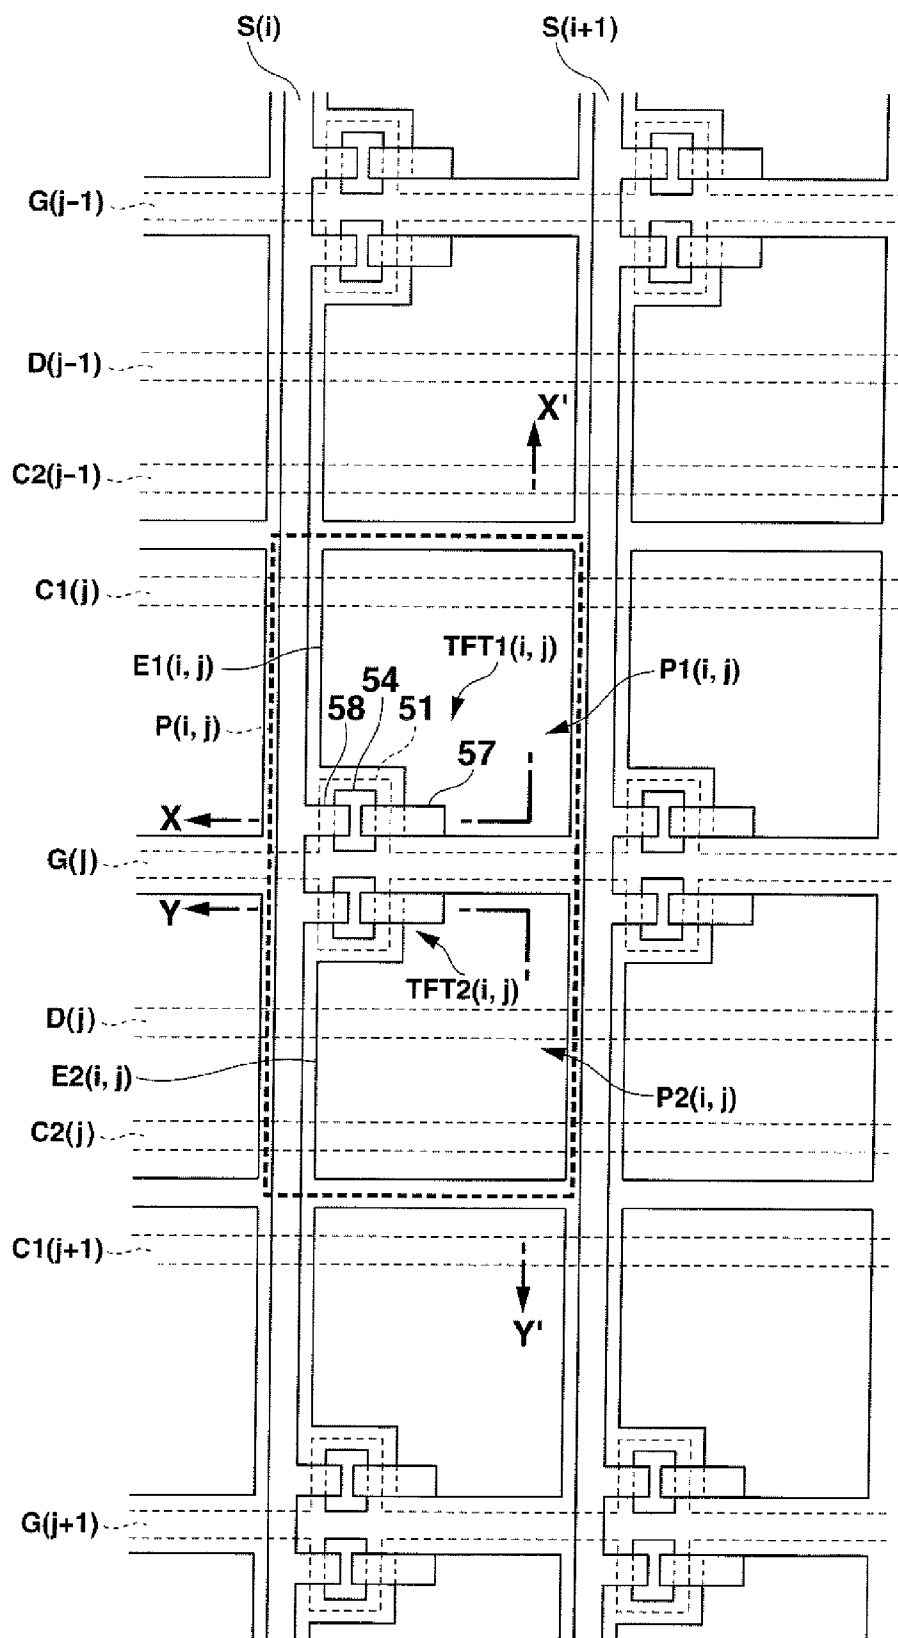 S(i)
S(i+1)
G(j−1)
D(j−1)
X'
C2(j−1)
C1(j)
TFT1(i, j)
E1(i, j)
P1(i, j)
54
58
51
P(i, j)
57
X
G(j)
Y
TFT2(i, j)
D(j)
E2(i, j)
P2(i, j)
C2(j)
C1(j+1)
Y'
G(j+1)